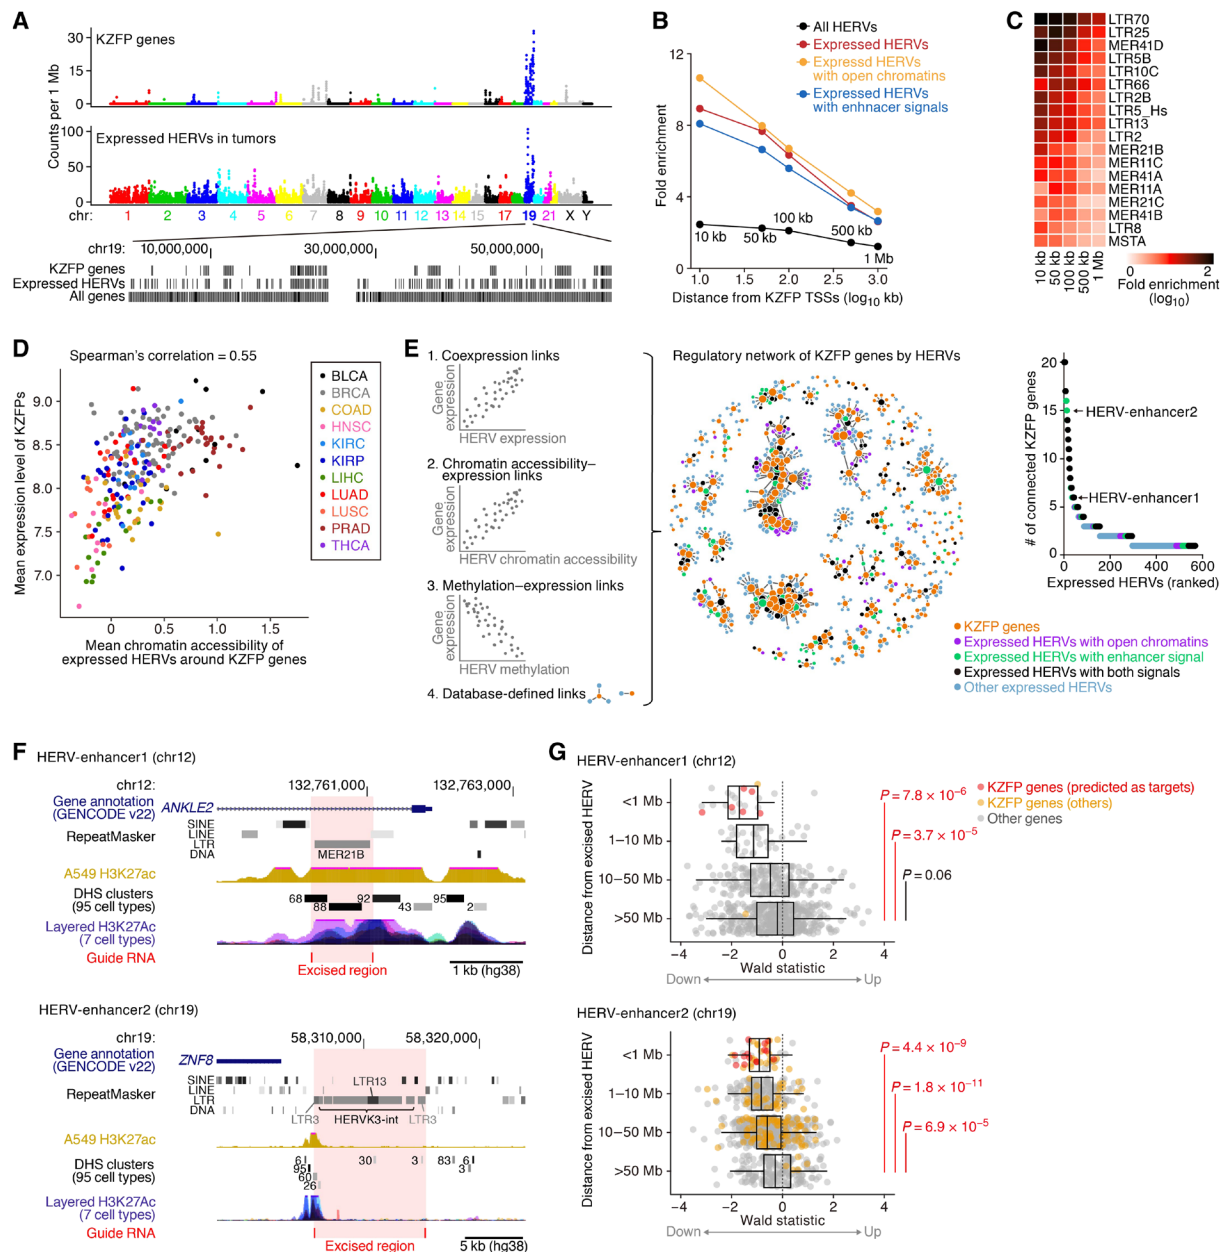 A
KZFP genes
30
15
0
Counts per 1 Mb
Expressed HERVs in tumors
100
50
0
chr: 1 2 3 4 5 6 7 8 9 10 11 12 13 14 15 17 19 21 X Y
chr19: 10,000,000 30,000,000 50,000,000
KZFP genes
Expressed HERVs
All genes
B
All HERVs
Expressed HERVs
Expressd HERVs
with open chromatins
Expressed HERVs
with enhnacer signals
12
8
4
0
Fold enrichment
10 kb
50 kb
100 kb
500 kb
1 Mb
1.0 1.5 2.0 2.5 3.0
Distance from KZFP TSSs (log10 kb)
C
LTR70
LTR25
MER41D
LTR5B
LTR10C
LTR66
LTR2B
LTR5_Hs
LTR13
LTR2
MER21B
MER11C
MER41A
MER11A
MER21C
MER41B
LTR8
MSTA
10 kb
50 kb
100 kb
500 kb
1 Mb
0 1 2
Fold enrichment
(log10)
D
Spearman's correlation = 0.55
9.0
8.5
8.0
7.5
7.0
Mean expression level of KZFPs
0 0.5 1.0 1.5
Mean chromatin accessibility of
expressed HERVs around KZFP genes
BLCA
BRCA
COAD
HNSC
KIRC
KIRP
LIHC
LUAD
LUSC
PRAD
THCA
E
1. Coexpression links
Gene
expression
HERV expression
2. Chromatin accessibility–
expression links
Gene
expression
HERV chromatin accessibility
3. Methylation–expression links
Gene
expression
HERV methylation
4. Database-defined links
Regulatory network of KZFP genes by HERVs
20
15
10
5
0
# of connected KZFP genes
HERV-enhancer2
HERV-enhancer1
0 200 400 600
Expressed HERVs (ranked)
KZFP genes
Expressed HERVs with open chromatins
Expressed HERVs with enhancer signal
Expressed HERVs with both signals
Other expressed HERVs
F
HERV-enhancer1 (chr12)
chr12: 132,761,000 132,763,000
Gene annotation
(GENCODE v22)
ANKLE2
RepeatMasker
SINE
LINE
LTR
DNA
MER21B
A549 H3K27ac
DHS clusters
(95 cell types)
68 92 95
88 43 2
Layered H3K27Ac
(7 cell types)
Guide RNA
Excised region
1 kb (hg38)
HERV-enhancer2 (chr19)
chr19: 58,310,000 58,320,000
Gene annotation
(GENCODE v22)
ZNF8
RepeatMasker
SINE
LINE
LTR
DNA
LTR13
LTR3 HERVK3-int LTR3
A549 H3K27ac
DHS clusters
(95 cell types)
6 30 3 83 6
95 3
60
26
Layered H3K27Ac
(7 cell types)
Guide RNA
Excised region
5 kb (hg38)
G
HERV-enhancer1 (chr12)
Distance from excised HERV
<1 Mb
1–10 Mb
10–50 Mb
>50 Mb
−4 −2 0 2 4
Wald statistic
Down Up
KZFP genes (predicted as targets)
KZFP genes (others)
Other genes
P = 7.8 × 10−6
P = 3.7 × 10−5
P = 0.06
HERV-enhancer2 (chr19)
Distance from excised HERV
<1 Mb
1–10 Mb
10–50 Mb
>50 Mb
−4 −2 0 2 4
Wald statistic
Down Up
P = 4.4 × 10−9
P = 1.8 × 10−11
P = 6.9 × 10−5